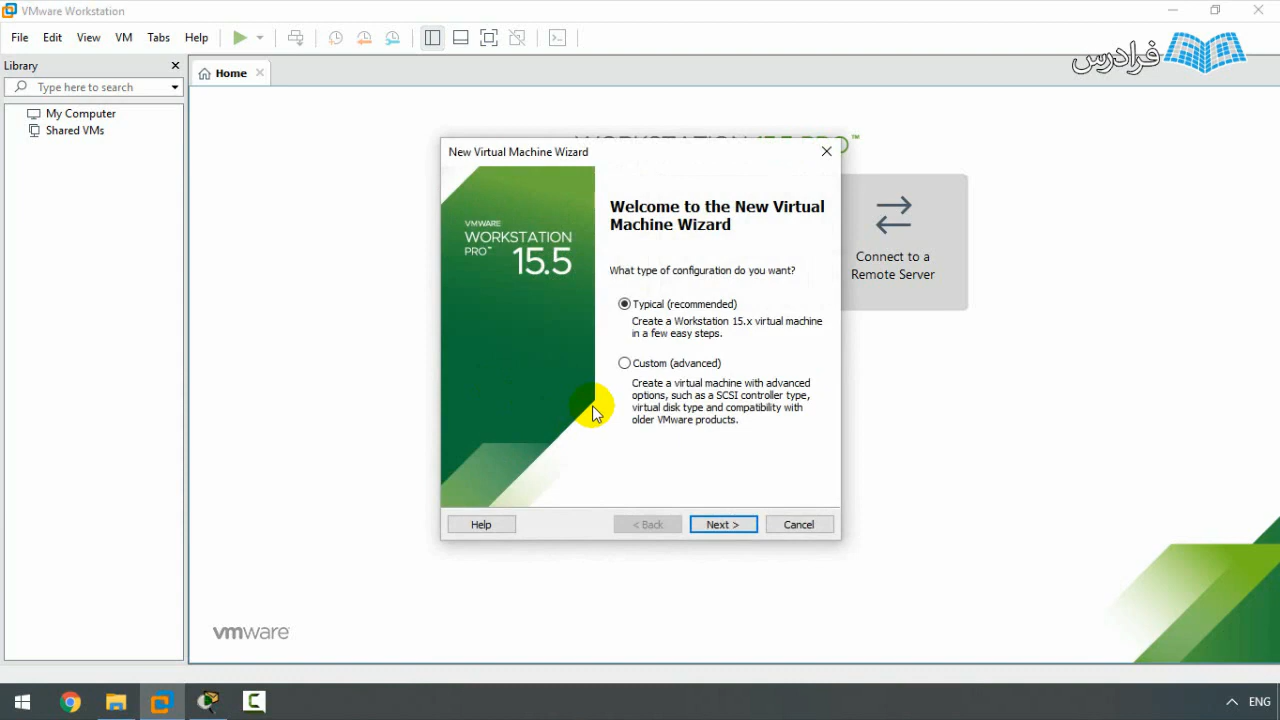 VMware Workstation
File Edit View VM Tabs Help
فرادرس
Library
Type here to search
My Computer
Shared VMs
Home
WORKSTATION 15.5 PRO™
New Virtual Machine Wizard
VMWARE
WORKSTATION
PRO™ 15.5
Welcome to the New Virtual
Machine Wizard
What type of configuration do you want?
Typical (recommended)
Create a Workstation 15.x virtual machine
in a few easy steps.
Custom (advanced)
Create a virtual machine with advanced
options, such as a SCSI controller type,
virtual disk type and compatibility with
older VMware products.
Help < Back Next > Cancel
Connect to a
Remote Server
vmware
ENG